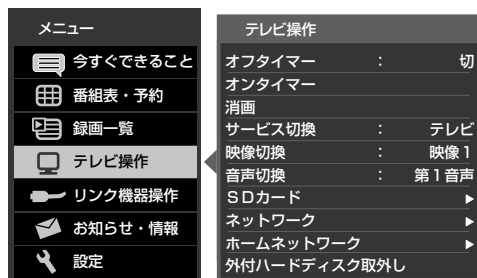 メニュー
今すぐできること
番組表・予約
録画一覧
テレビ操作
リンク機器操作
お知らせ・情報
設定
テレビ操作
オフタイマー : 切
オンタイマー
消画
サービス切換 : テレビ
映像切換 : 映像1
音声切換 : 第1音声
SDカード
ネットワーク
ホームネットワーク
外付ハードディスク取外し